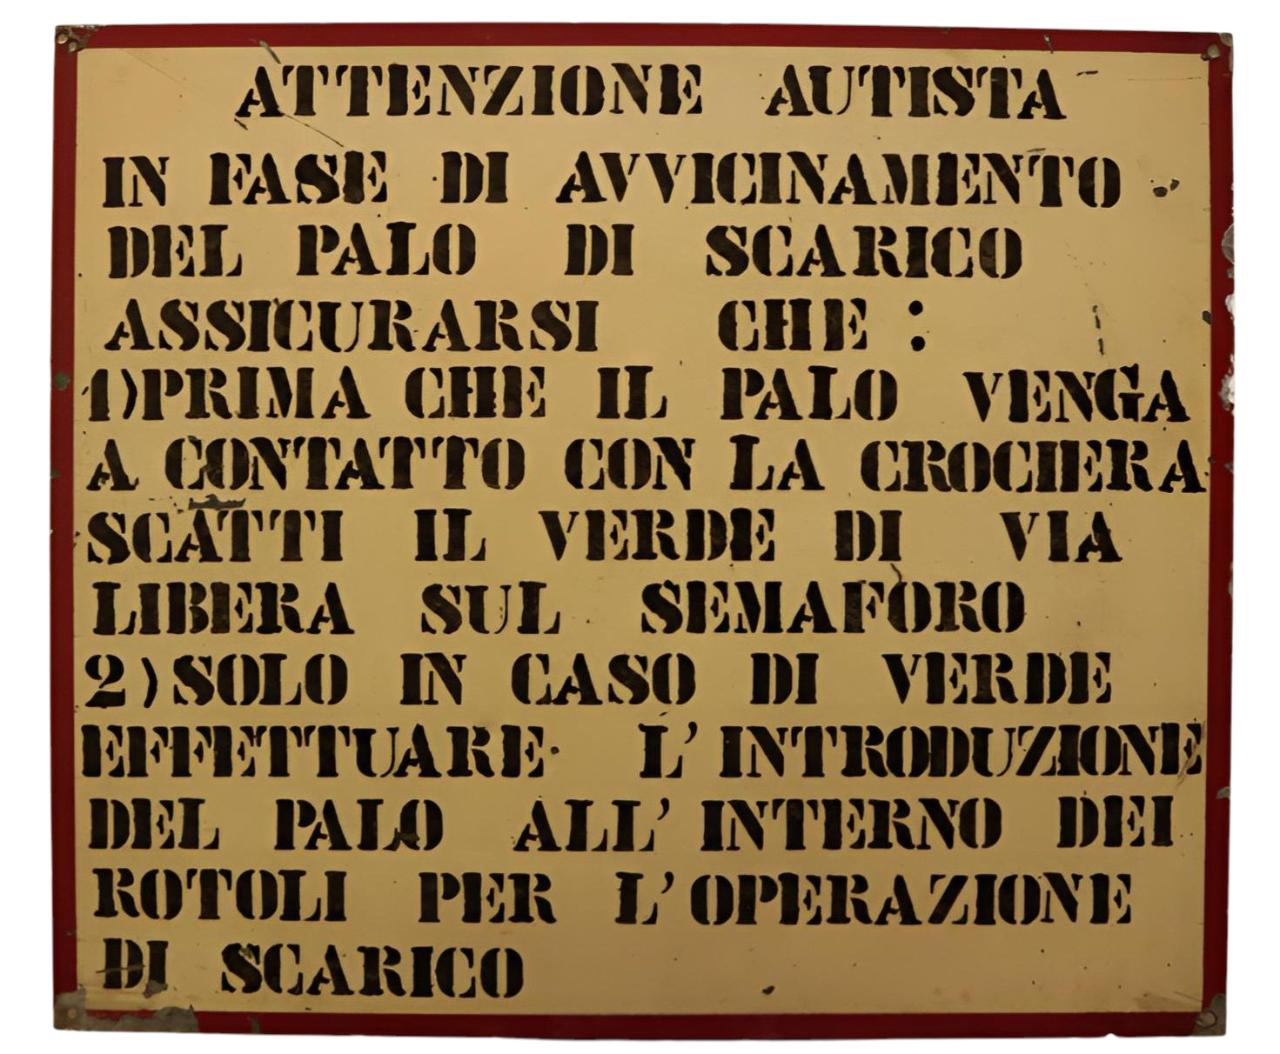 ATTENZIONE AUTISTA
IN FASE DI AVVICINAMENTO
DEL PALO DI SCARICO
ASSICURARSI CHE :
1)PRIMA CHE IL PALO VENGA
A CONTATTO CON LA CROCIERA
SCATTI IL VERDE DI VIA
LIBERA SUL SEMAFORO
2)SOLO IN CASO DI VERDE
EFFETTUARE L'INTRODUZIONE
DEL PALO ALL'INTERNO DEI
ROTOLI PER L'OPERAZIONE
DI SCARICO